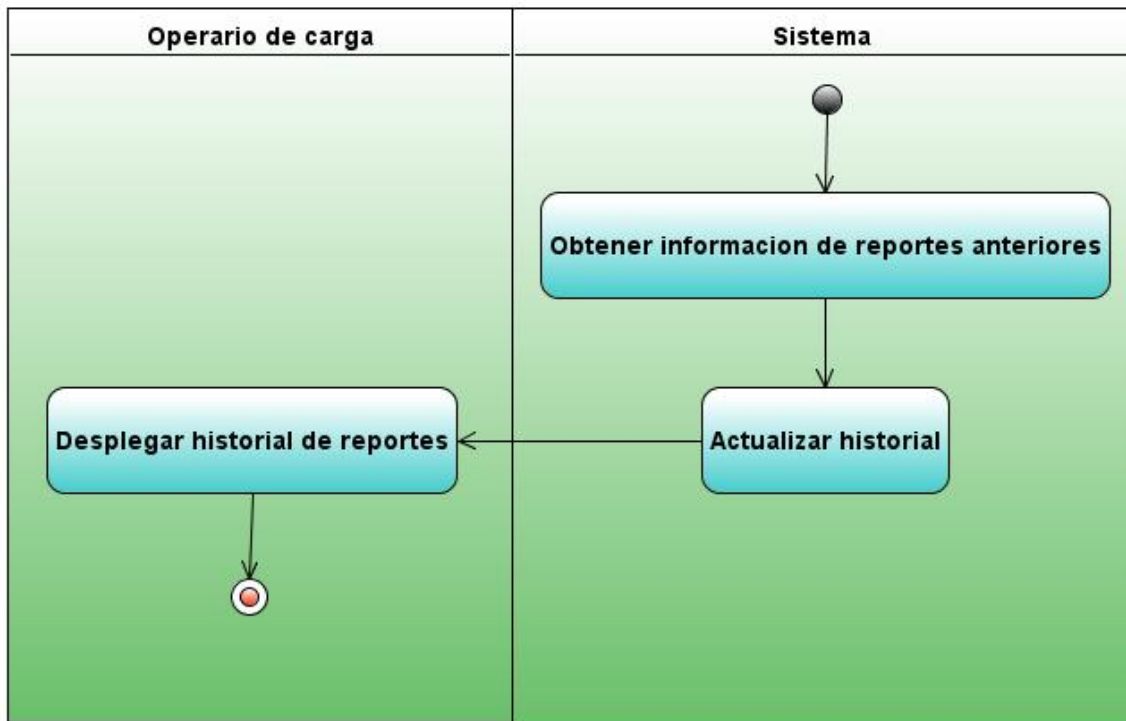 Operario de carga
Sistema
Obtener informacion de reportes anteriores
Desplegar historial de reportes
Actualizar historial